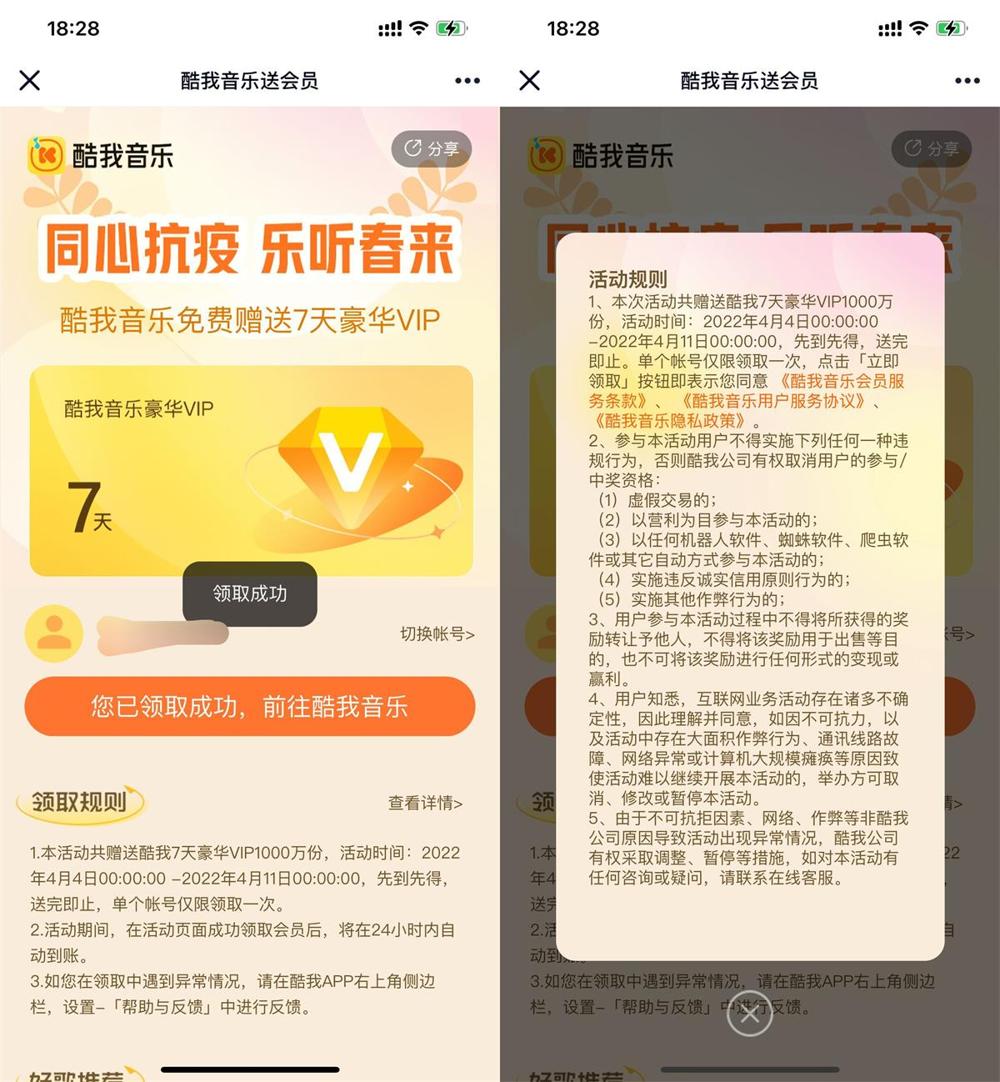 18:28
酷我音乐送会员
酷我音乐
分享
同心抗疫 乐听春来
酷我音乐免费赠送7天豪华VIP
酷我音乐豪华VIP
V
7天
领取成功
切换帐号>
您已领取成功，前往酷我音乐
领取规则
查看详情>
1.本活动共赠送酷我7天豪华VIP1000万份，活动时间：2022
年4月4日00:00:00 –2022年4月11日00:00:00，先到先得，
送完即止，单个帐号仅限领取一次。
2.活动期间，在活动页面成功领取会员后，将在24小时内自
动到账。
3.如您在领取中遇到异常情况，请在酷我APP右上角侧边
栏，设置–「帮助与反馈」中进行反馈。
好歌推荐
18:28
酷我音乐送会员
酷我音乐
分享
活动规则
1、本次活动共赠送酷我7天豪华VIP1000万
份，活动时间：2022年4月4日00:00:00
–2022年4月11日00:00:00，先到先得，送完
即止。单个帐号仅限领取一次，点击「立即
领取」按钮即表示您同意《酷我音乐会员服
务条款》、《酷我音乐用户服务协议》、
《酷我音乐隐私政策》。
2、参与本活动用户不得实施下列任何一种违
规行为，否则酷我公司有权取消用户的参与/
中奖资格：
（1）虚假交易的；
（2）以营利为目参与本活动的；
（3）以任何机器人软件、蜘蛛软件、爬虫软
件或其它自动方式参与本活动的；
（4）实施违反诚实信用原则行为的；
（5）实施其他作弊行为的；
3、用户参与本活动过程中不得将所获得的奖
励转让予他人，不得将该奖励用于出售等目
的，也不可将该奖励进行任何形式的变现或
赢利。
4、用户知悉，互联网业务活动存在诸多不确
定性，因此理解并同意，如因不可抗力，以
及活动中存在大面积作弊行为、通讯线路故
障、网络异常或计算机大规模瘫痪等原因致
使活动难以继续开展本活动的，举办方可取
消、修改或暂停本活动。
5、由于不可抗拒因素、网络、作弊等非酷我
公司原因导致活动出现异常情况，酷我公司
有权采取调整、暂停等措施，如对本活动有
任何咨询或疑问，请联系在线客服。
帐号>
领
情>
1.本
22
年4
送完
2.活
自
动到账
3.如您在领取中遇到异常情况，请在酷我APP右上角侧边
栏，设置–「帮助与反馈」中进行反馈。
好歌推荐